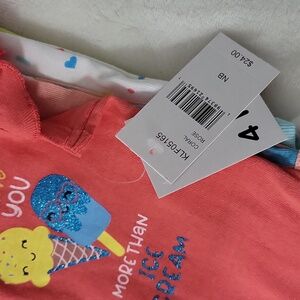 $24.00
NB
CORAL
ROSE
KLF05165
4
YOU
MORE THAN
ICE
CREAM